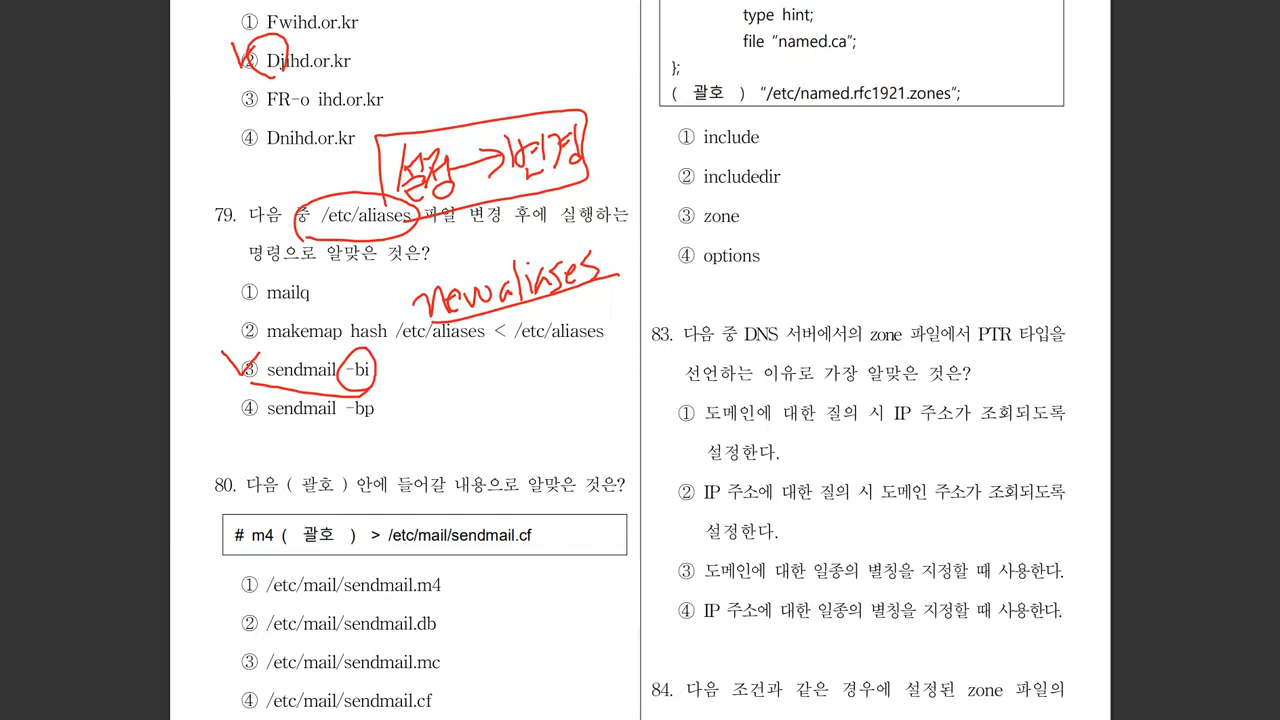 ① Fwihd.or.kr
② Djihd.or.kr
③ FR-o ihd.or.kr
④ Dnihd.or.kr
설정 → 변경
79. 다음 중 /etc/aliases 파일 변경 후에 실행하는
명령으로 알맞은 것은?
newaliases
① mailq
② makemap hash /etc/aliases < /etc/aliases
③ sendmail -bi
④ sendmail -bp
80. 다음 ( 괄호 ) 안에 들어갈 내용으로 알맞은 것은?
# m4 ( 괄호 ) > /etc/mail/sendmail.cf
① /etc/mail/sendmail.m4
② /etc/mail/sendmail.db
③ /etc/mail/sendmail.mc
④ /etc/mail/sendmail.cf
type hint;
file “named.ca”;
};
( 괄호 ) “/etc/named.rfc1921.zones”;
① include
② includedir
③ zone
④ options
83. 다음 중 DNS 서버에서의 zone 파일에서 PTR 타입을
선언하는 이유로 가장 알맞은 것은?
① 도메인에 대한 질의 시 IP 주소가 조회되도록
설정한다.
② IP 주소에 대한 질의 시 도메인 주소가 조회되도록
설정한다.
③ 도메인에 대한 일종의 별칭을 지정할 때 사용한다.
④ IP 주소에 대한 일종의 별칭을 지정할 때 사용한다.
84. 다음 조건과 같은 경우에 설정된 zone 파일의